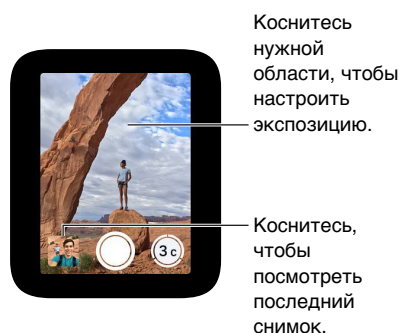 Коснитесь
нужной
области, чтобы
настроить
экспозицию.
3 с
Коснитесь,
чтобы
посмотреть
последний
снимок.